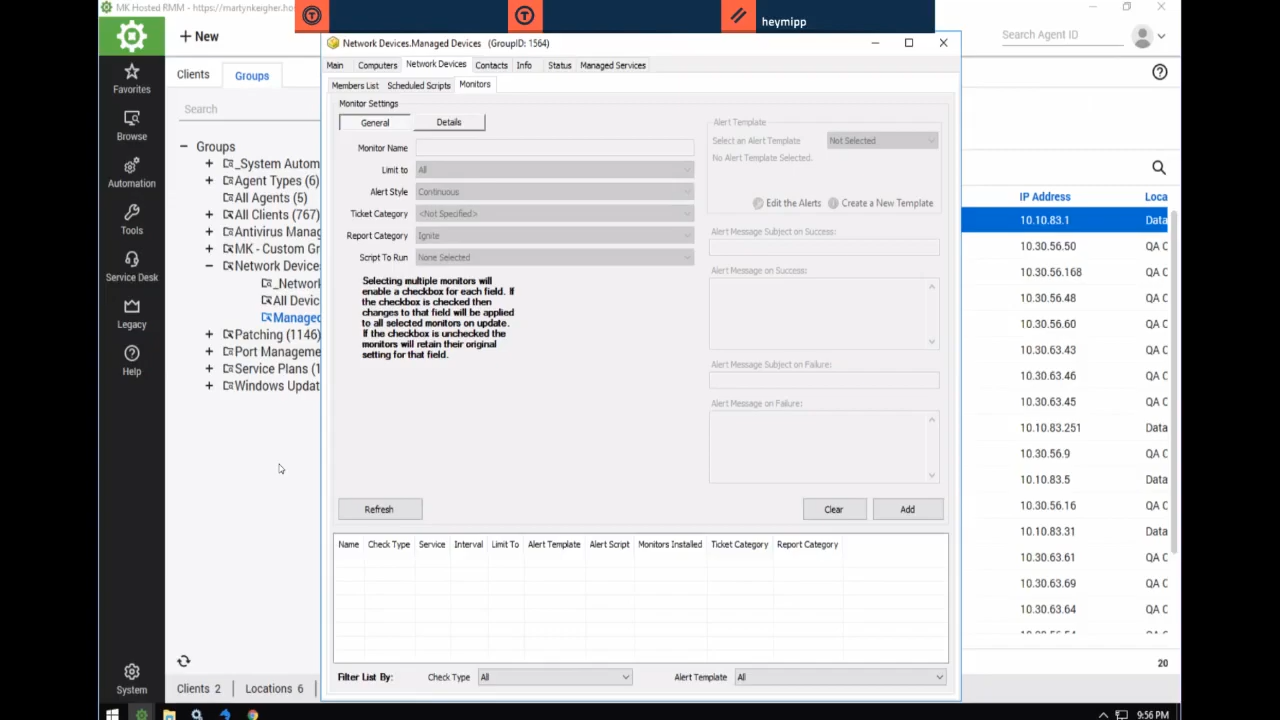 MK Hosted RMM - https://martynkeigher.ho
heymipp
+ New
Search Agent ID
Favorites
Browse
Automation
Tools
Service Desk
Legacy
Help
System
Clients
Groups
Search
Groups
_System Autom
Agent Types (6)
All Agents (5)
All Clients (767)
Antivirus Manag
MK - Custom Gr
Network Device
_Network
All Devic
Managed
Patching (1146)
Port Manageme
Service Plans (1
Windows Updat
Clients 2
Locations 6
Network Devices.Managed Devices (GroupID: 1564)
Main Computers Network Devices Contacts Info Status Managed Services
Members List Scheduled Scripts Monitors
Monitor Settings
General Details
Monitor Name
Limit to All
Alert Style Continuous
Ticket Category <Not Specified>
Report Category Ignite
Script To Run None Selected
Selecting multiple monitors will
enable a checkbox for each field. If
the checkbox is checked then
changes to that field will be applied
to all selected monitors on update.
If the checkbox is unchecked the
monitors will retain their original
setting for that field.
Alert Template
Select an Alert Template Not Selected
No Alert Template Selected.
Edit the Alerts Create a New Template
Alert Message Subject on Success:
Alert Message on Success:
Alert Message Subject on Failure:
Alert Message on Failure:
Refresh
Clear
Add
Name Check Type Service Interval Limit To Alert Template Alert Script Monitors Installed Ticket Category Report Category
Filter List By: Check Type All Alert Template All
IP Address Loca
10.10.83.1 Data
10.30.56.50 QA C
10.30.56.168 QA C
10.30.56.48 QA C
10.30.56.60 QA C
10.30.63.43 QA C
10.30.63.46 QA C
10.30.63.45 QA C
10.10.83.251 Data
10.30.56.9 QA C
10.10.83.5 Data
10.30.56.16 QA C
10.10.83.31 Data
10.30.63.61 QA C
10.30.63.69 QA C
10.30.63.64 QA C
20
9:56 PM